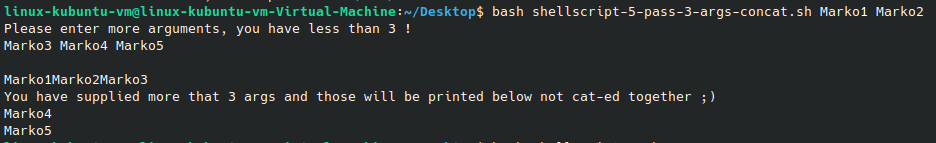 linux-kubuntu-vm@linux-kubuntu-vm-Virtual-Machine:~/Desktop$ bash shellscript-5-pass-3-args-concat.sh Marko1 Marko2
Please enter more arguments, you have less than 3 !
Marko3 Marko4 Marko5
Marko1Marko2Marko3
You have supplied more that 3 args and those will be printed below not cat-ed together ;)
Marko4
Marko5